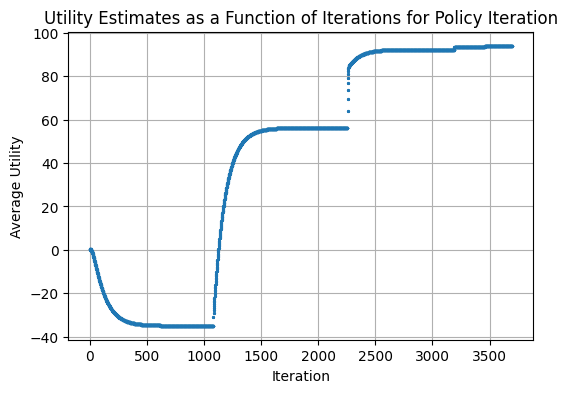 Utility Estimates as a Function of Iterations for Policy Iteration
100
80
60
40
20
0
−20
−40
Average Utility
0 500 1000 1500 2000 2500 3000 3500
Iteration